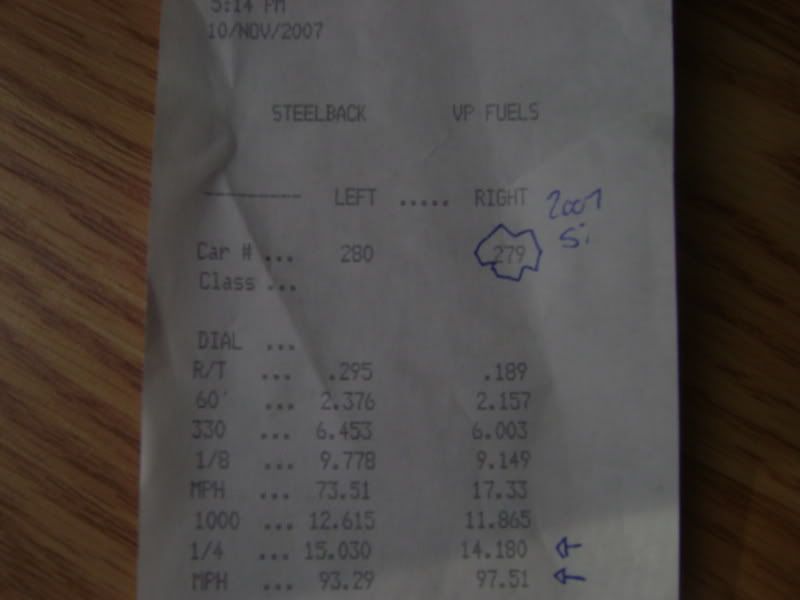 5:14 PM
10/NOV/2007
STEELBACK VP FUELS
---------- LEFT ..... RIGHT 2007
Si
Car # ... 280 279
Class ...
DIAL ...
R/T ... .295 .189
60' ... 2.376 2.157
330 ... 6.453 6.003
1/8 ... 9.778 9.149
MPH ... 73.51 17.33
1000 ... 12.615 11.865
1/4 ... 15.030 14.180
MPH ... 93.29 97.51